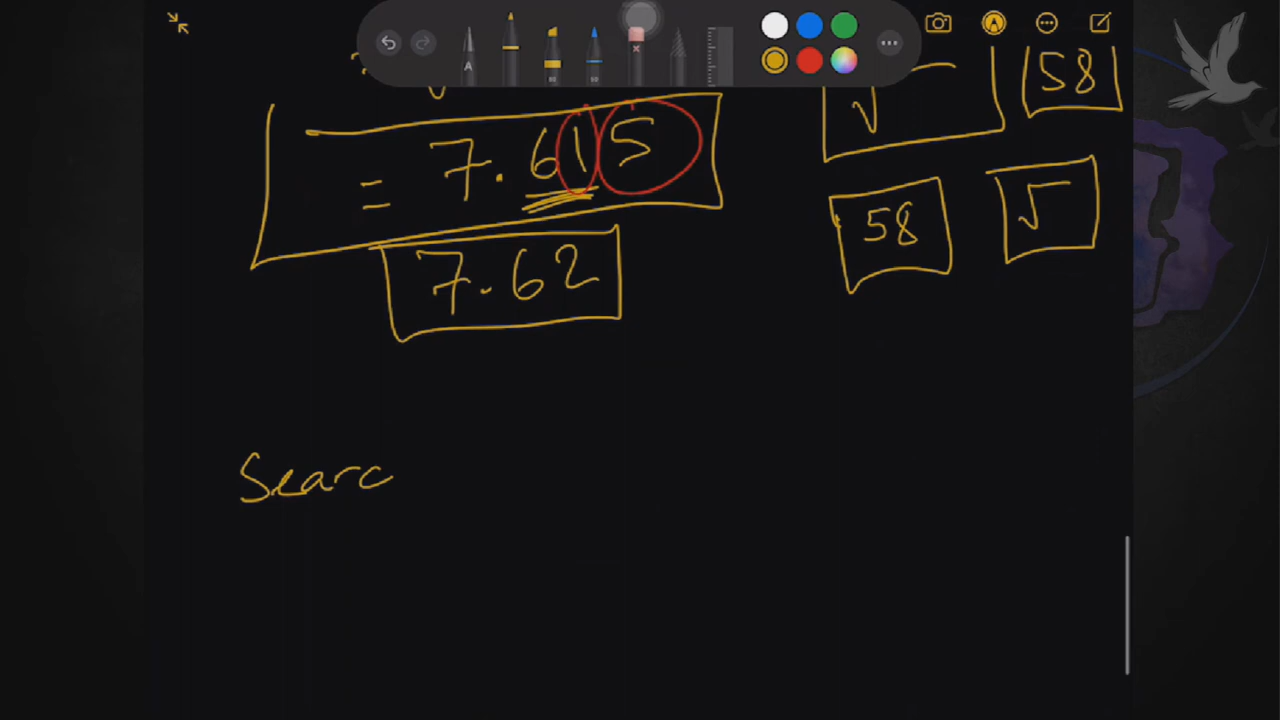 √ 58
= 7.615
58 √
7.62
Searc